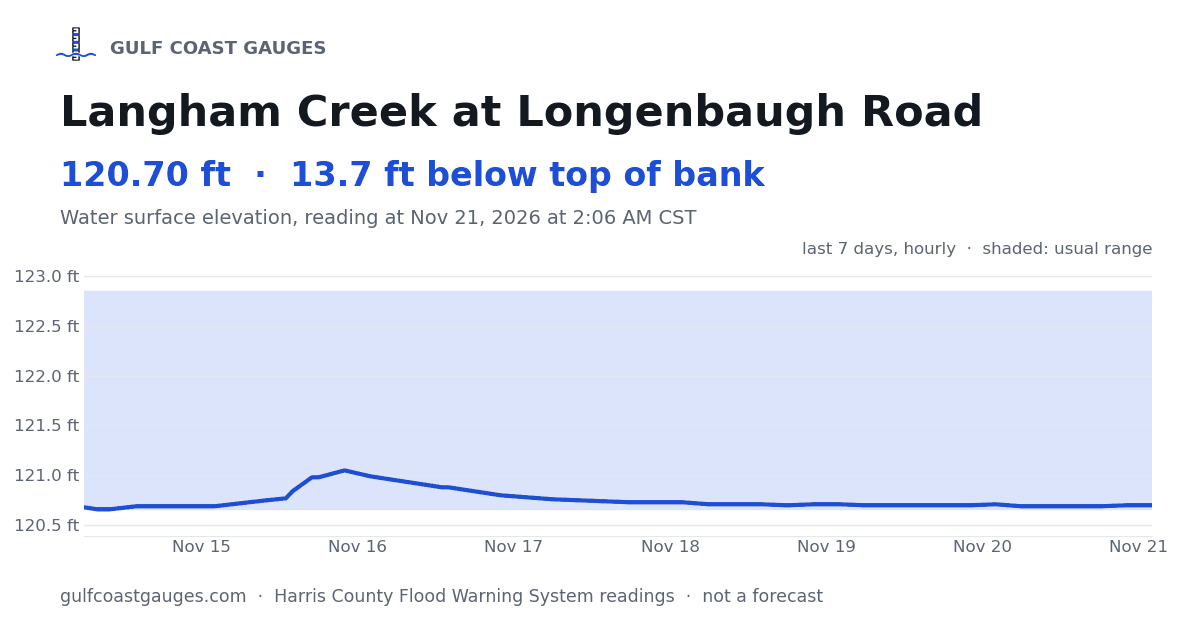 GULF COAST GAUGES
Langham Creek at Longenbaugh Road
120.70 ft · 13.7 ft below top of bank
Water surface elevation, reading at Nov 21, 2026 at 2:06 AM CST
last 7 days, hourly · shaded: usual range
123.0 ft
122.5 ft
122.0 ft
121.5 ft
121.0 ft
120.5 ft
Nov 15 Nov 16 Nov 17 Nov 18 Nov 19 Nov 20 Nov 21
gulfcoastgauges.com · Harris County Flood Warning System readings · not a forecast